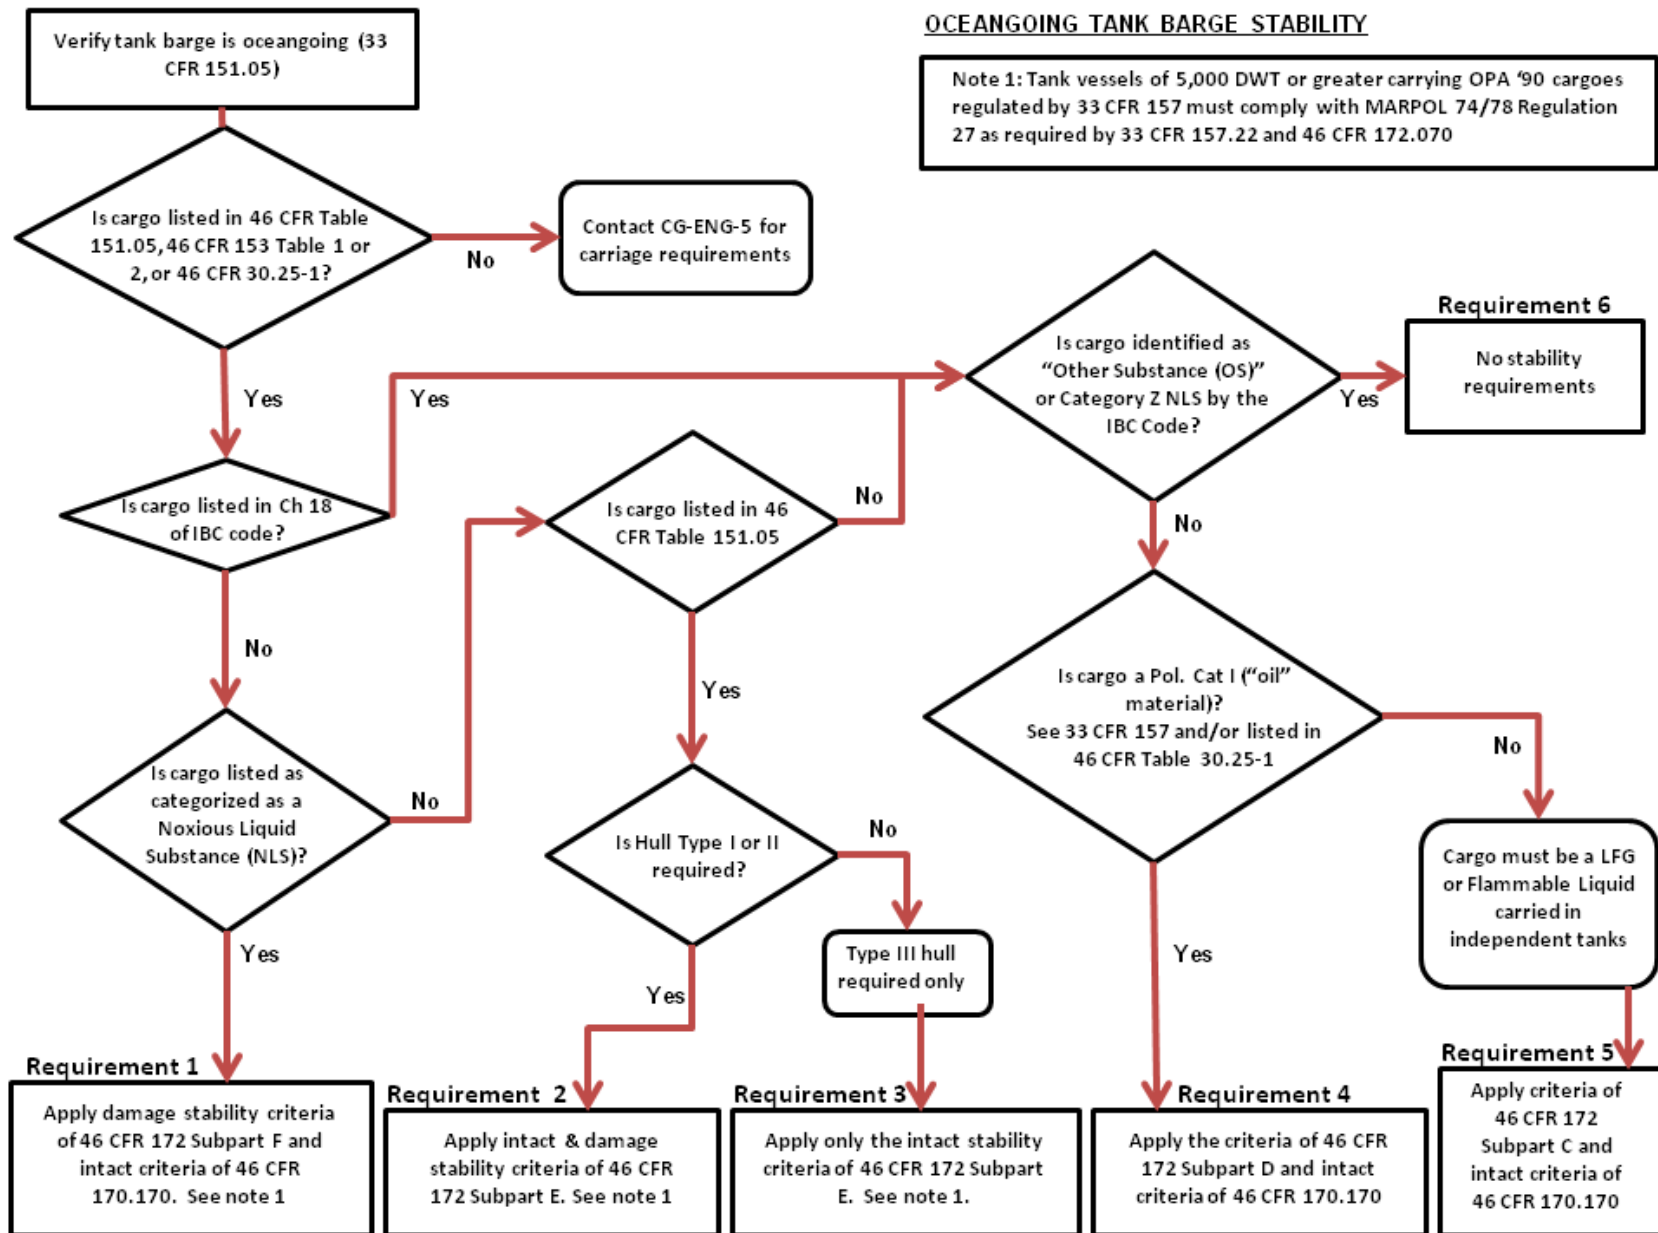 OCEANGOING TANK BARGE STABILITY
Verify tank barge is oceangoing (33
CFR 151.05)
Note 1: Tank vessels of 5,000 DWT or greater carrying OPA ‘90 cargoes
regulated by 33 CFR 157 must comply with MARPOL 74/78 Regulation
27 as required by 33 CFR 157.22 and 46 CFR 172.070
Is cargo listed in 46 CFR Table
151.05, 46 CFR 153 Table 1 or
2, or 46 CFR 30.25-1?
No
Contact CG-ENG-5 for
carriage requirements
Yes
Is cargo listed in Ch 18
of IBC code?
Yes
No
Is cargo listed as
categorized as a
Noxious Liquid
Substance (NLS)?
No
Yes
Is cargo listed in 46
CFR Table 151.05
No
Yes
Is Hull Type I or II
required?
No
Yes
Type III hull
required only
Is cargo identified as
“Other Substance (OS)”
or Category Z NLS by the
IBC Code?
Yes
No
Requirement 6
No stability
requirements
Is cargo a Pol. Cat I (“oil”
material)?
See 33 CFR 157 and/or listed in
46 CFR Table 30.25-1
No
Yes
Cargo must be a LFG
or Flammable Liquid
carried in
independent tanks
Requirement 1
Apply damage stability criteria
of 46 CFR 172 Subpart F and
intact criteria of 46 CFR
170.170. See note 1
Requirement 2
Apply intact & damage
stability criteria of 46 CFR
172 Subpart E. See note 1
Requirement 3
Apply only the intact stability
criteria of 46 CFR 172 Subpart
E. See note 1.
Requirement 4
Apply the criteria of 46 CFR
172 Subpart D and intact
criteria of 46 CFR 170.170
Requirement 5
Apply criteria of
46 CFR 172
Subpart C and
intact criteria of
46 CFR 170.170